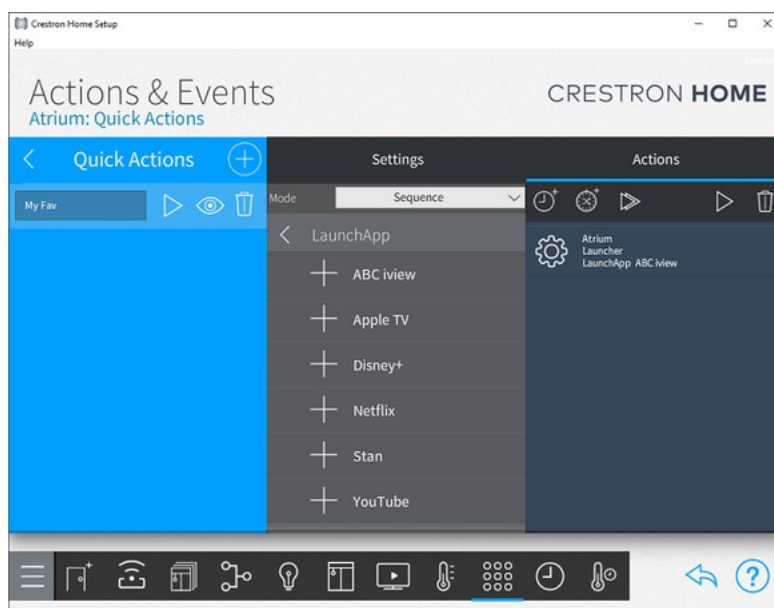 Crestron Home Setup
Help
Actions & Events
Atrium: Quick Actions
CRESTRON HOME
Quick Actions
Settings
Actions
My Fav
Mode
Sequence
LaunchApp
ABC iview
Apple TV
Disney+
Netflix
Stan
YouTube
Atrium
Launcher
LaunchApp ABC iview
?